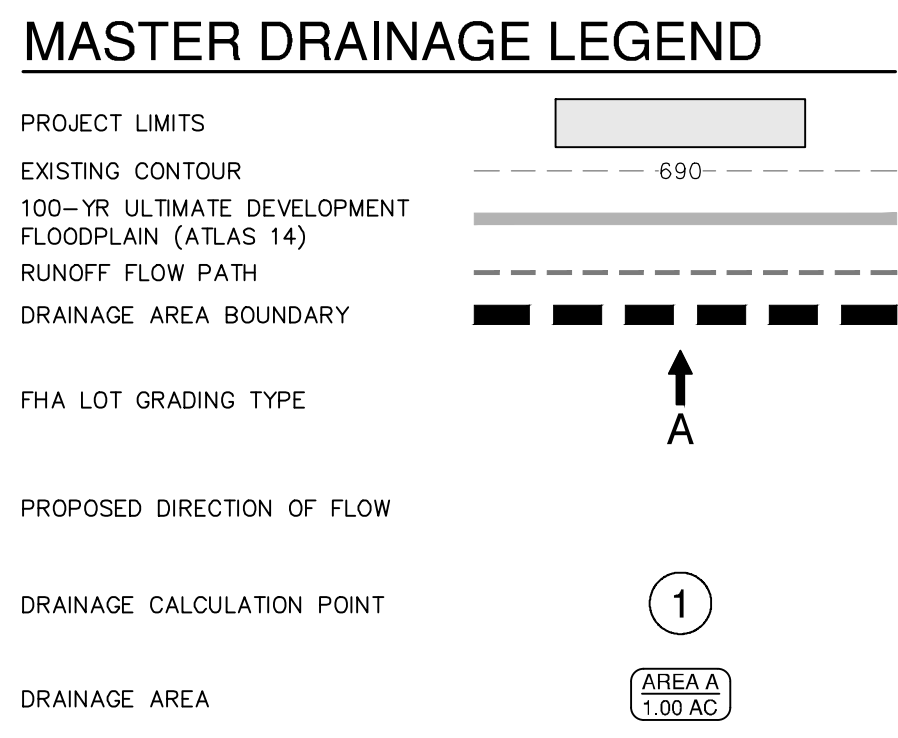 MASTER DRAINAGE LEGEND
PROJECT LIMITS
EXISTING CONTOUR
690
100-YR ULTIMATE DEVELOPMENT
FLOODPLAIN (ATLAS 14)
RUNOFF FLOW PATH
DRAINAGE AREA BOUNDARY
FHA LOT GRADING TYPE
A
PROPOSED DIRECTION OF FLOW
DRAINAGE CALCULATION POINT
1
DRAINAGE AREA
AREA A
1.00 AC